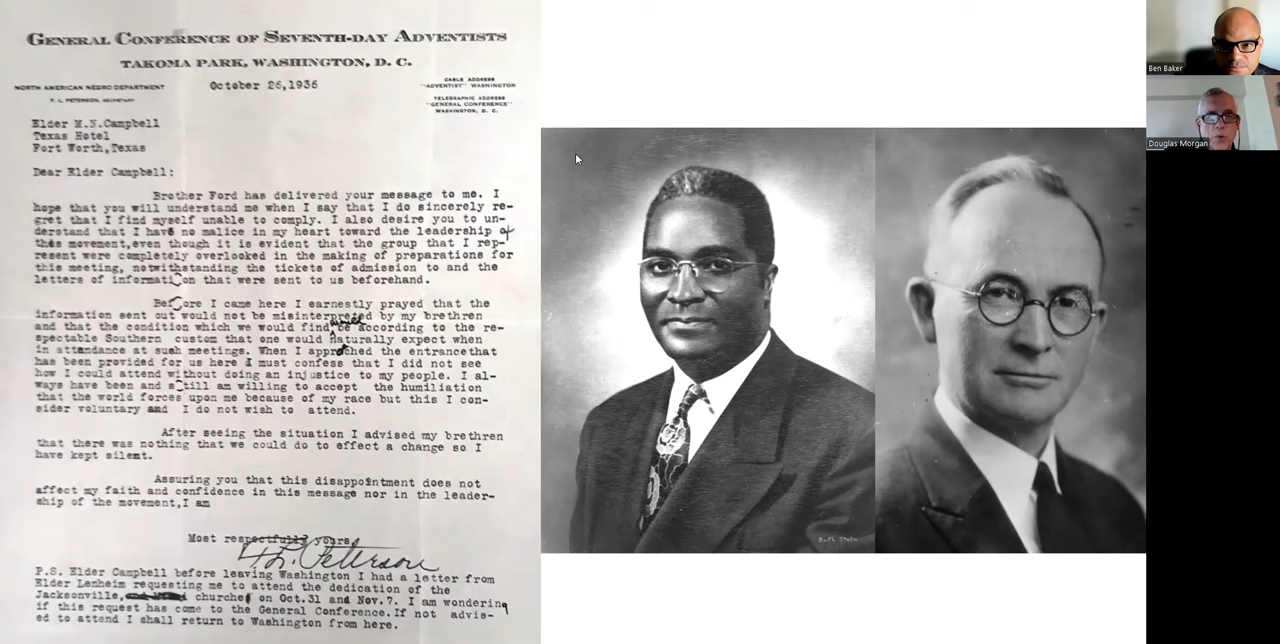 GENERAL CONFERENCE OF SEVENTH-DAY ADVENTISTS
TAKOMA PARK, WASHINGTON, D. C.
NORTH AMERICAN NEGRO DEPARTMENT
F. L. PETERSON, SECRETARY
October 26,1936
CABLE ADDRESS
"ADVENTIST" WASHINGTON
TELEGRAPHIC ADDRESS
"GENERAL CONFERENCE"
WASHINGTON, D. C.
Elder M.N.Campbell
Texas Hotel
Fort Worth,Texas
Dear Elder Campbell:
Brother Ford has delivered your message to me. I
hope that you will understand me when I say that I do sincerely re-
gret that I find myself unable to comply. I also desire you to un-
derstand that I have no malice in my heart toward the leadership of
this movement,even though it is evident that the group that I rep-
resent were completely overlooked in the making of preparations for
this meeting, notwithstanding the tickets of admission to and the
letters of information that were sent to us beforehand.
Before I came here I earnestly prayed that the
information sent out would not be misinterpreted by my brethren
and that the condition which we would find be according to the re-
spectable Southern custom that one would naturally expect when
in attendance at such meetings. When I approched the entrance that
has been provided for us here I must confess that I did not see
how I could attend without doing an injustice to my people. I al-
ways have been and still am willing to accept the humiliation
that the world forces upon me because of my race but this I con-
sider voluntary and I do not wish to attend.
After seeing the situation I advised my brethren
that there was nothing that we could do to effect a change so I
have kept silent.
Assuring you that this disappointment does not
affect my faith and confidence in this message nor in the leader-
ship of the movement,I am
Most respectfully yours,
F.L. Peterson
P.S. Elder Campbell before leaving Washington I had a letter from
Elder Lenheim requesting me to attend the dedication of the
Jacksonville, churche on Oct.31 and Nov.7. I am wondering
if this request has come to the General Conference.If not advis-
ed to attend I shall return to Washington from here.
Ben Baker
Douglas Morgan